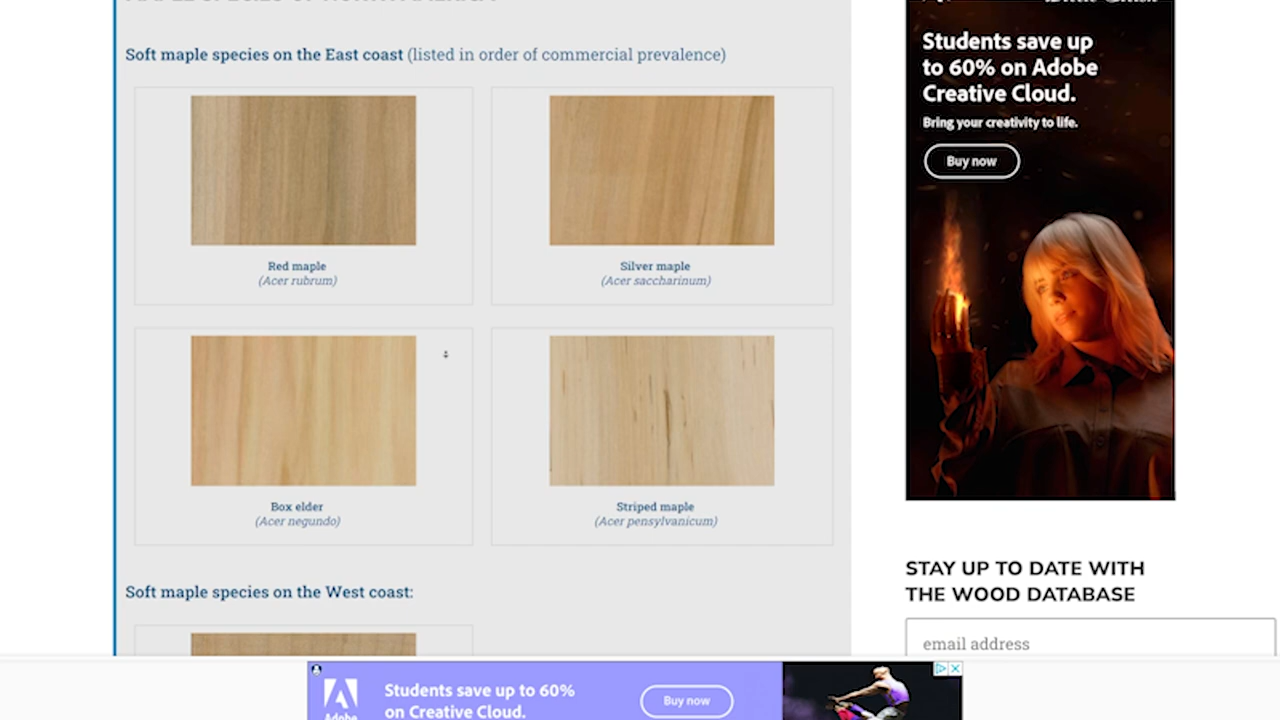 Soft maple species on the East coast (listed in order of commercial prevalence)
Red maple
(Acer rubrum)
Silver maple
(Acer saccharinum)
Box elder
(Acer negundo)
Striped maple
(Acer pensylvanicum)
Soft maple species on the West coast:
Students save up
to 60% on Adobe
Creative Cloud.
Bring your creativity to life.
Buy now
STAY UP TO DATE WITH
THE WOOD DATABASE
email address
Adobe
Students save up to 60%
on Creative Cloud.
Buy now